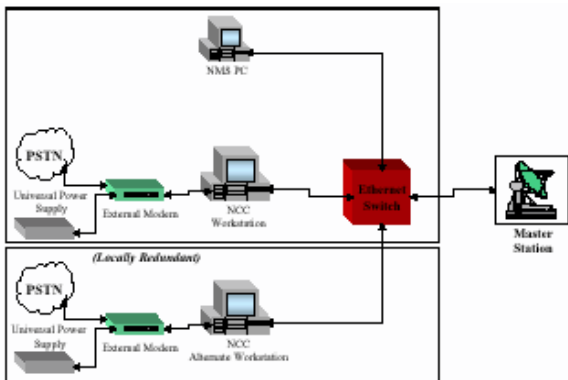 NMS PC
PSTN
Universal Power
Supply
External Modem
NCC
Workstation
Ethernet
Switch
Master
Station
(Locally Redundant)
PSTN
Universal Power
Supply
External Modem
NCC
Alternate Workstation